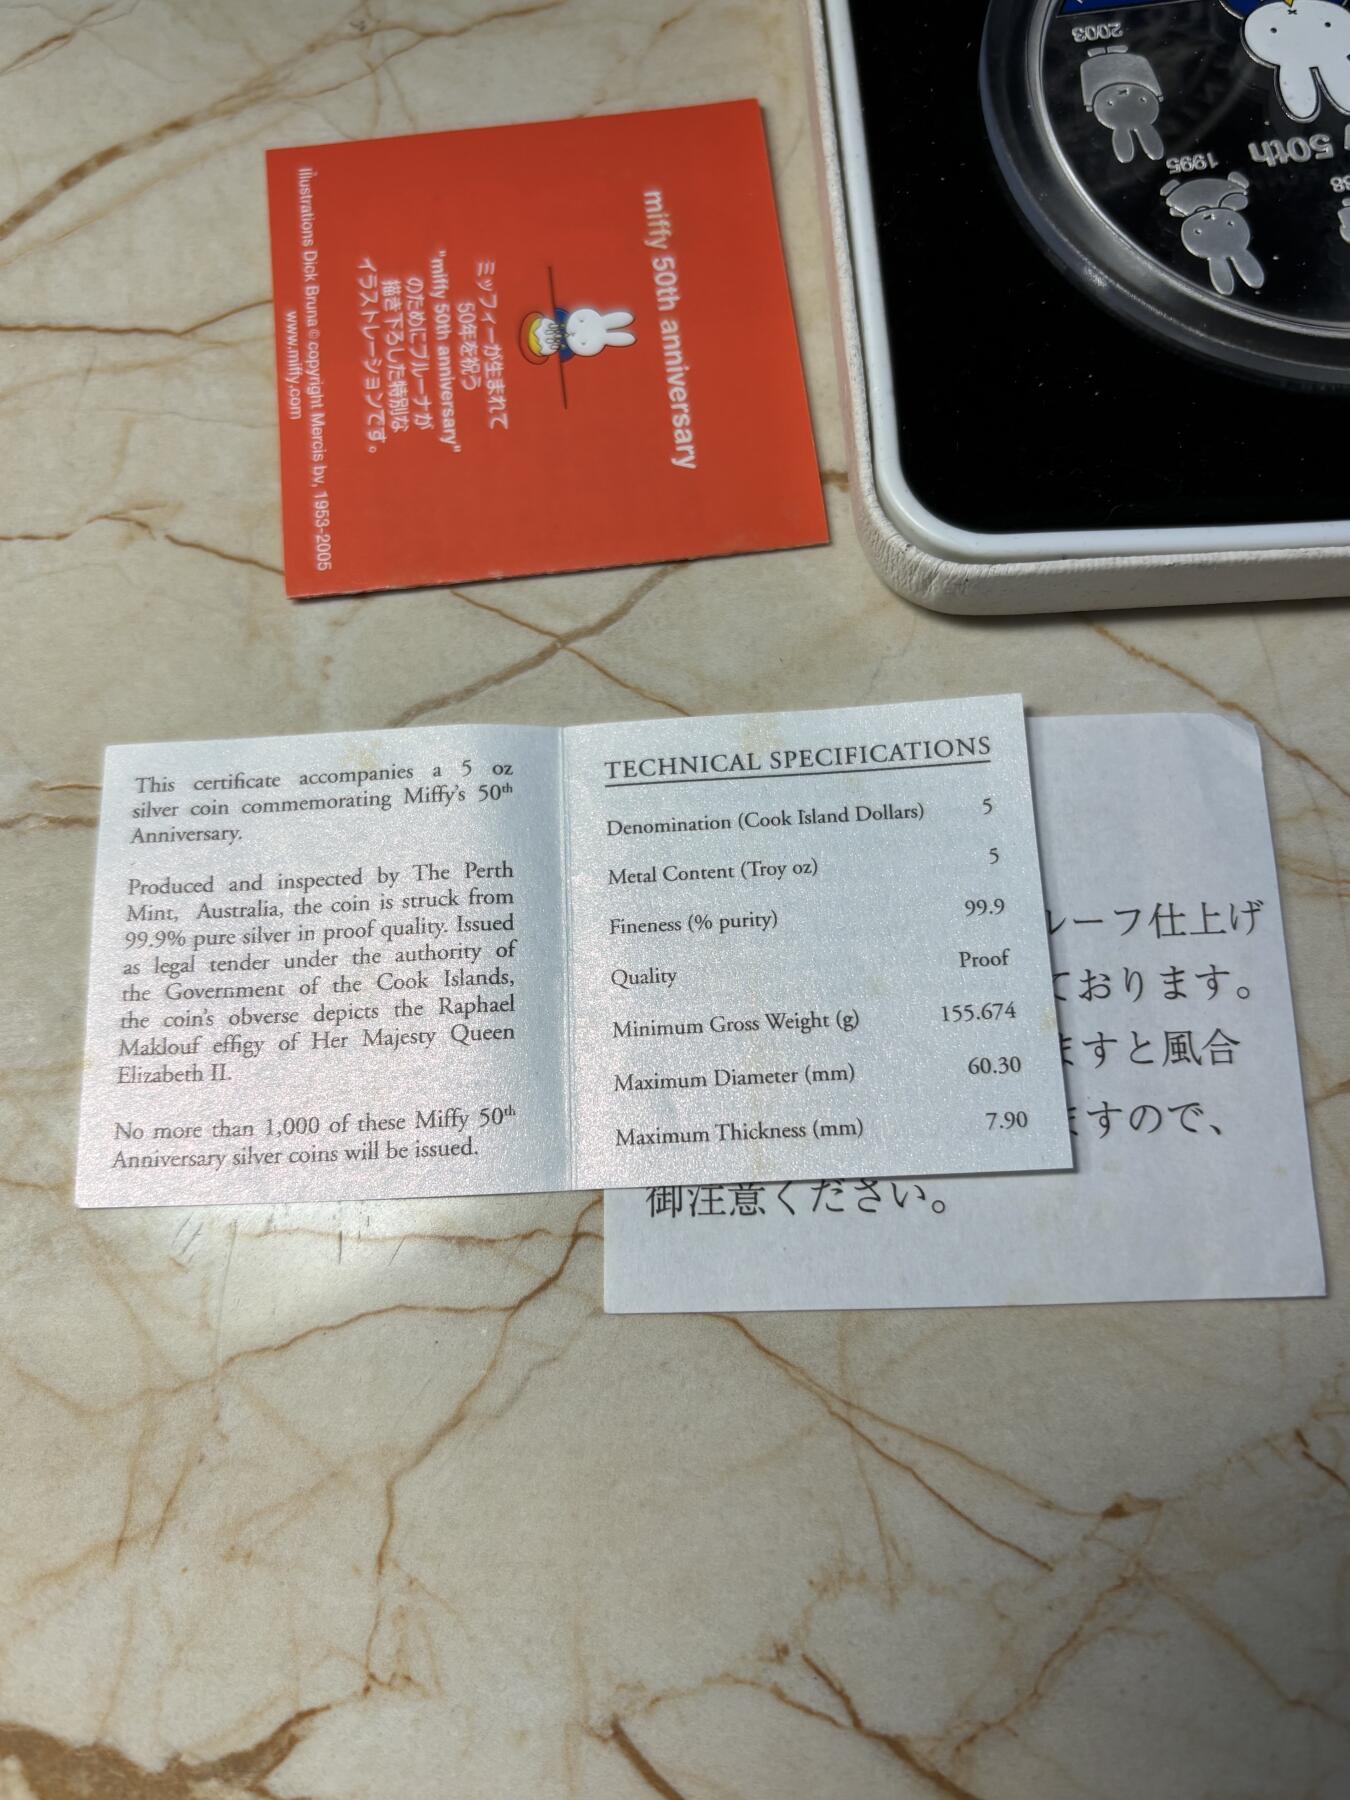 miffy 50th anniversary
ミッフィーが生まれて
50年を祝う
"miffy 50th anniversary"
のためにブルーナが
描き下ろした特別な
イラストレーションです。
Illustrations Dick Bruna © copyright Mercis bv, 1953-2005
www.miffy.com
2003
1995
50th
This certificate accompanies a 5 oz
silver coin commemorating Miffy's 50th
Anniversary.
Produced and inspected by The Perth
Mint, Australia, the coin is struck from
99.9% pure silver in proof quality. Issued
as legal tender under the authority of
the Government of the Cook Islands,
the coin's obverse depicts the Raphael
Maklouf effigy of Her Majesty Queen
Elizabeth II.
No more than 1,000 of these Miffy 50th
Anniversary silver coins will be issued.
TECHNICAL SPECIFICATIONS
Denomination (Cook Island Dollars) 5
Metal Content (Troy oz) 5
Fineness (% purity) 99.9
Quality Proof
Minimum Gross Weight (g) 155.674
Maximum Diameter (mm) 60.30
Maximum Thickness (mm) 7.90
ルーフ仕上げ
ております。
ますと風合
ますので、
御注意ください。